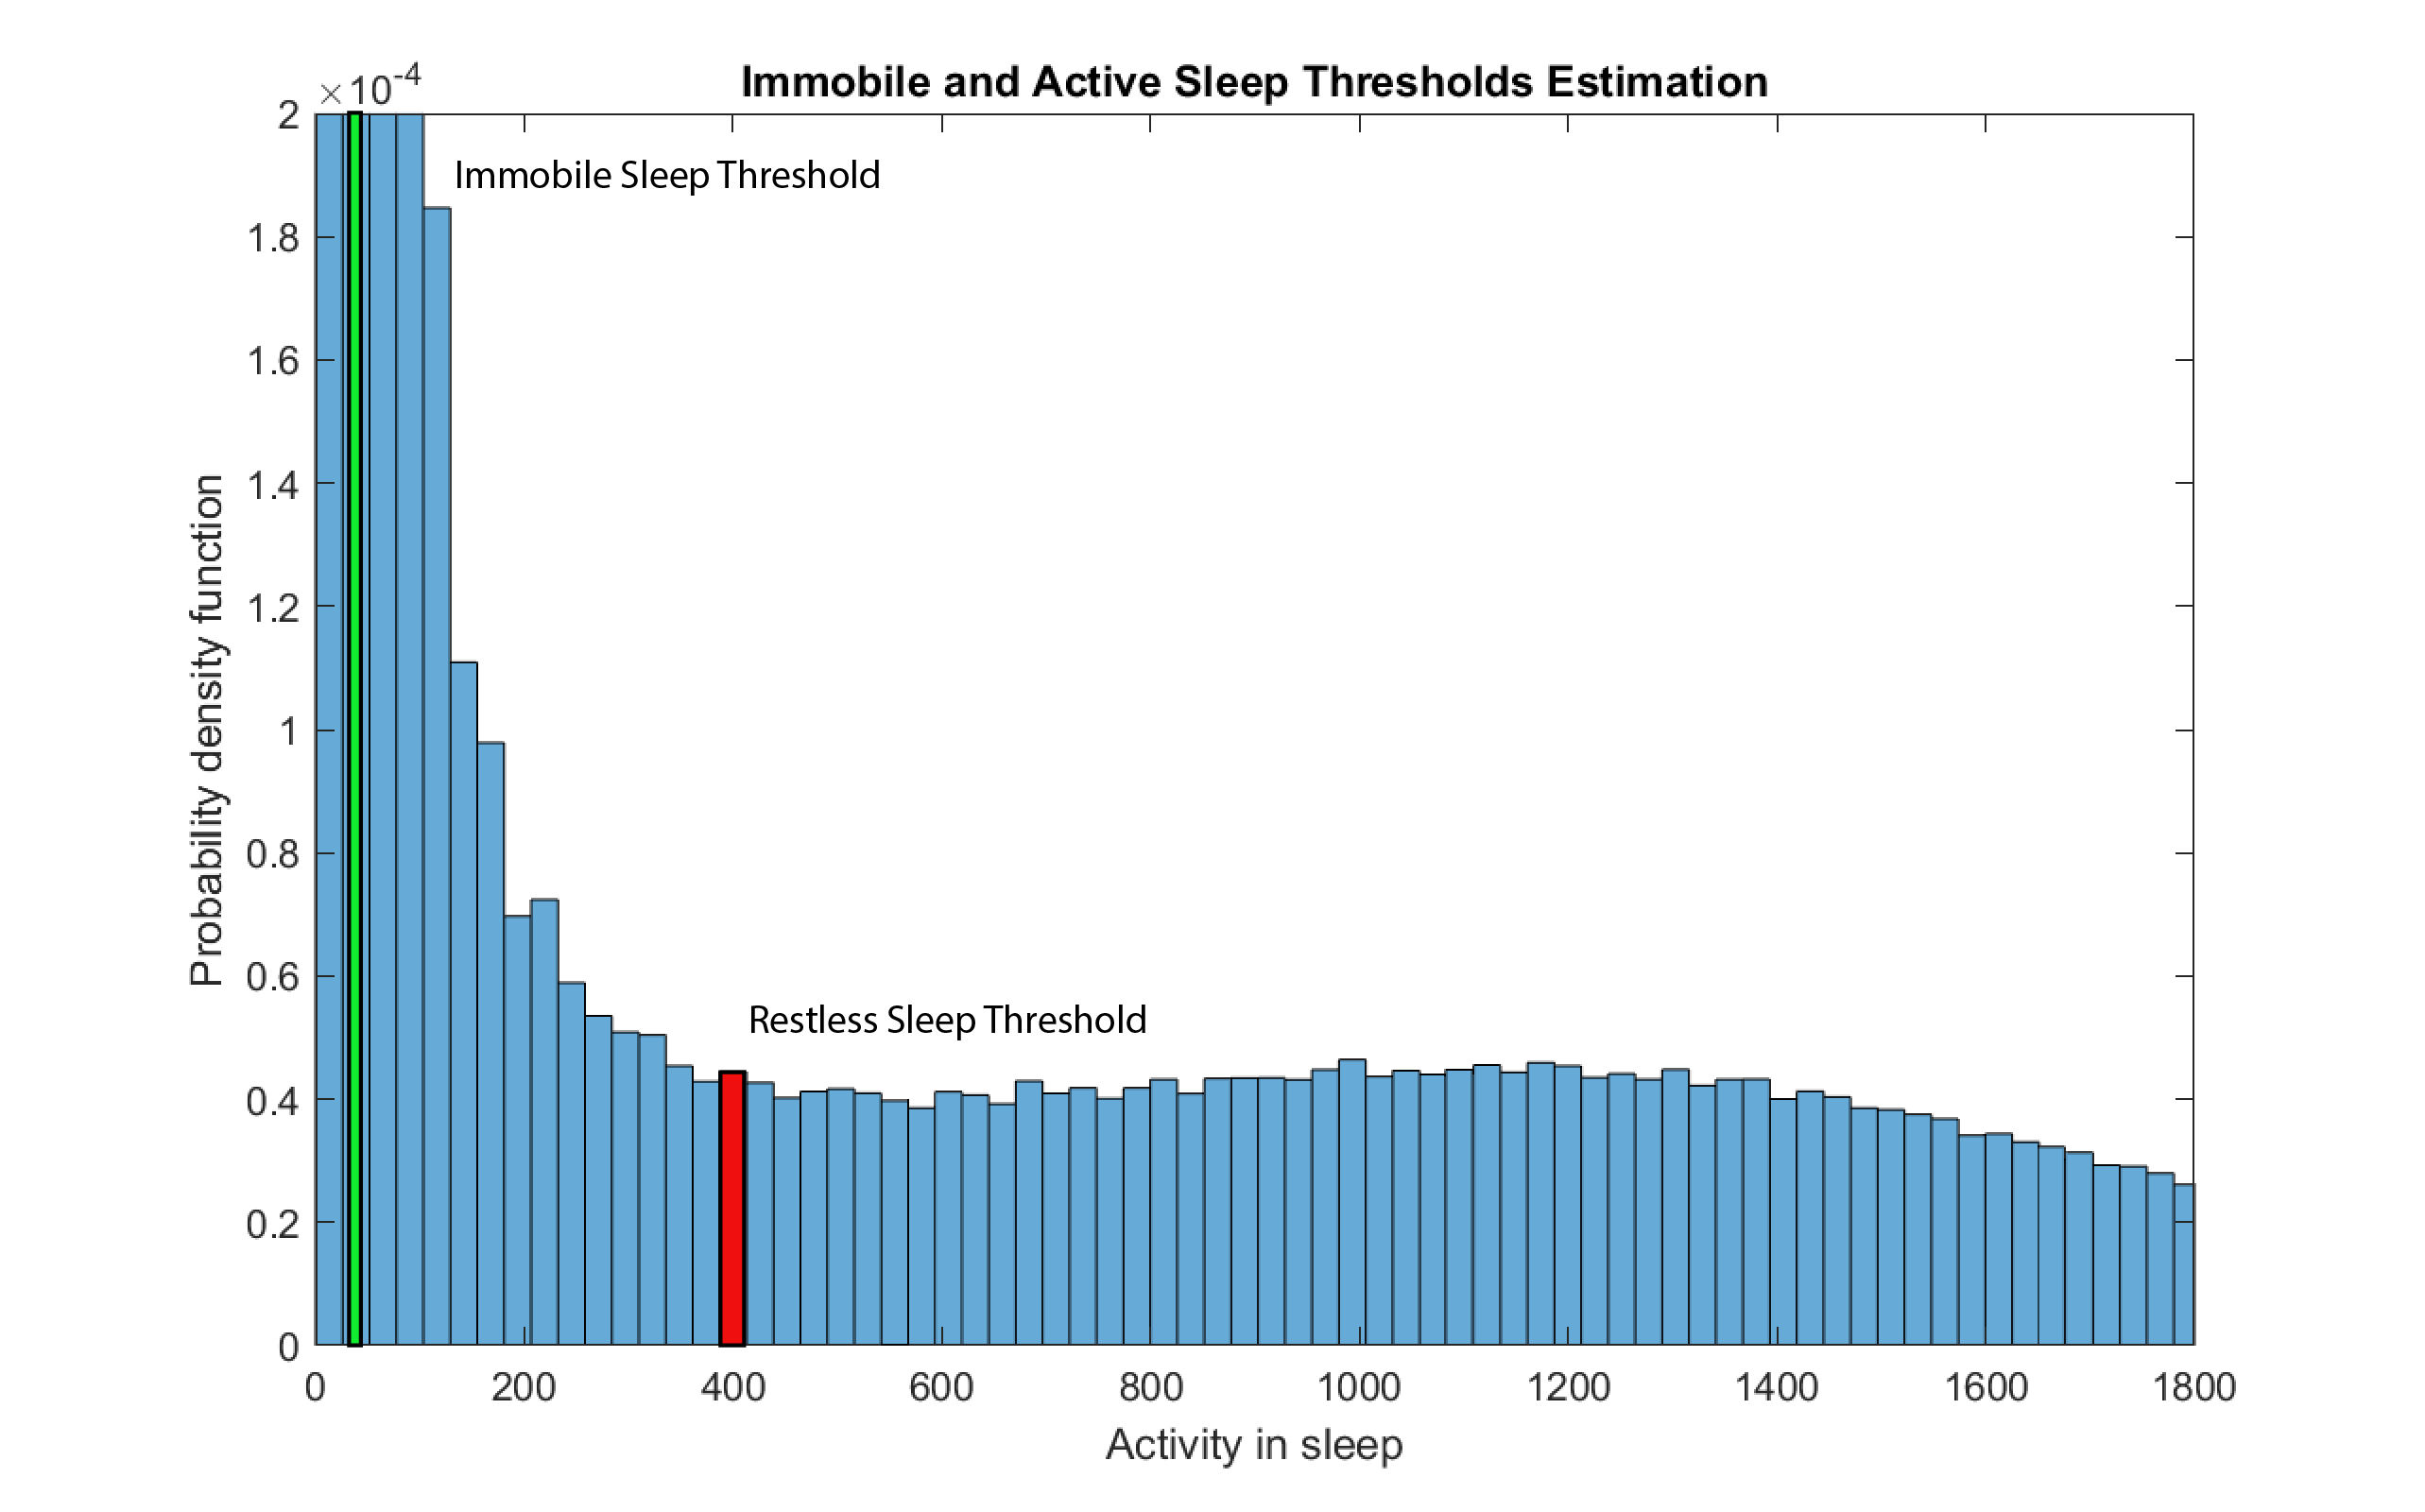 Immobile and Active Sleep Thresholds Estimation
×10-4
2
1.8
1.6
1.4
1.2
1
0.8
0.6
0.4
0.2
0
Probability density function
Immobile Sleep Threshold
Restless Sleep Threshold
0 200 400 600 800 1000 1200 1400 1600 1800
Activity in sleep